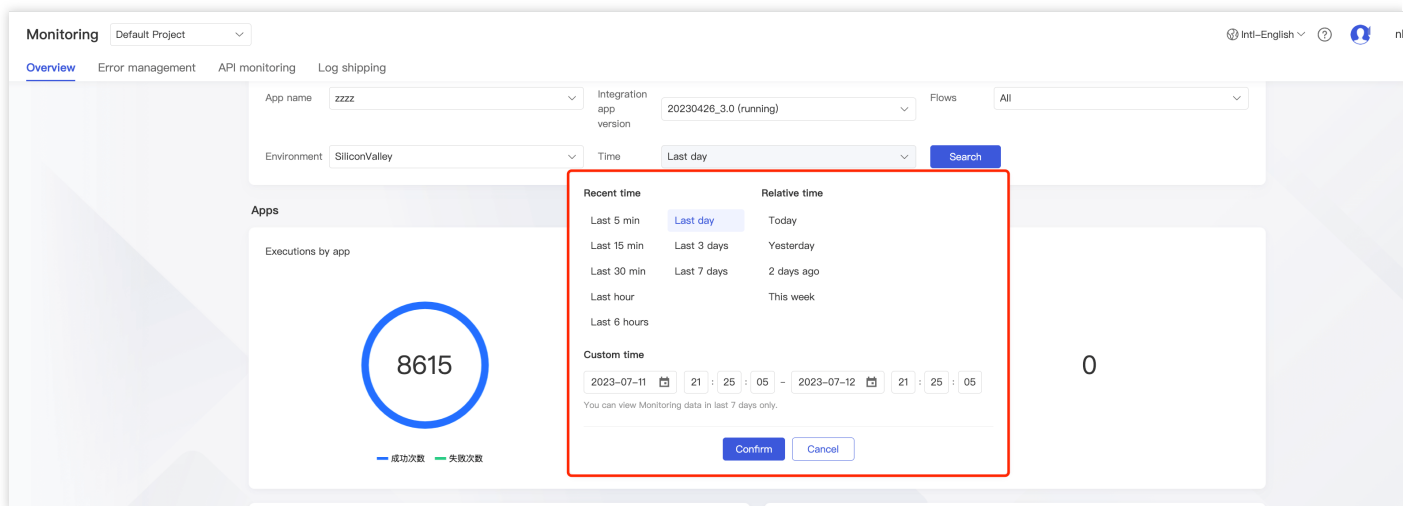 Monitoring
Default Project
Intl-English
nl
Overview
Error management
API monitoring
Log shipping
App name
zzzz
Integration
app
version
20230426_3.0 (running)
Flows
All
Environment
SiliconValley
Time
Last day
Search
Apps
Executions by app
8615
成功次数
失败次数
Recent time
Relative time
Last 5 min
Last day
Today
Last 15 min
Last 3 days
Yesterday
Last 30 min
Last 7 days
2 days ago
Last hour
This week
Last 6 hours
Custom time
2023-07-11 21 : 25 : 05 - 2023-07-12 21 : 25 : 05
You can view Monitoring data in last 7 days only.
Confirm
Cancel
0